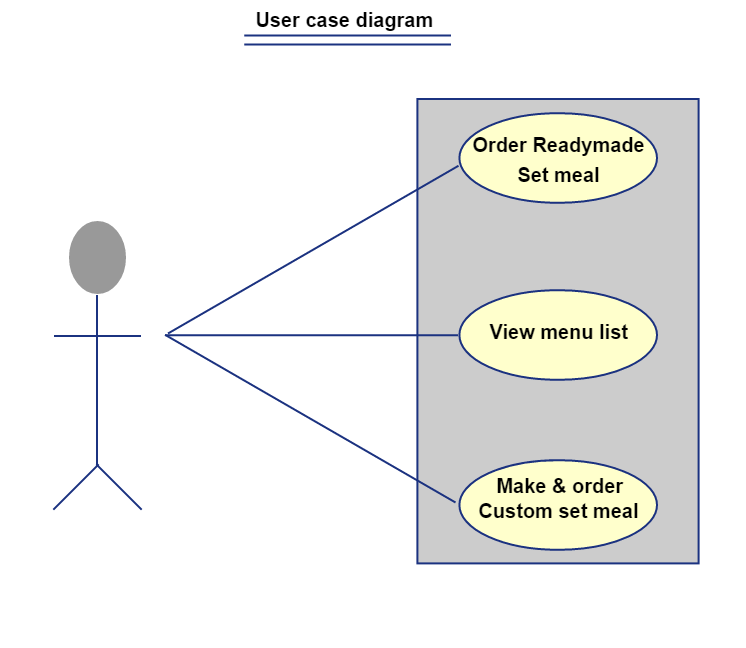 User case diagram
Order Readymade
Set meal
View menu list
Make & order
Custom set meal